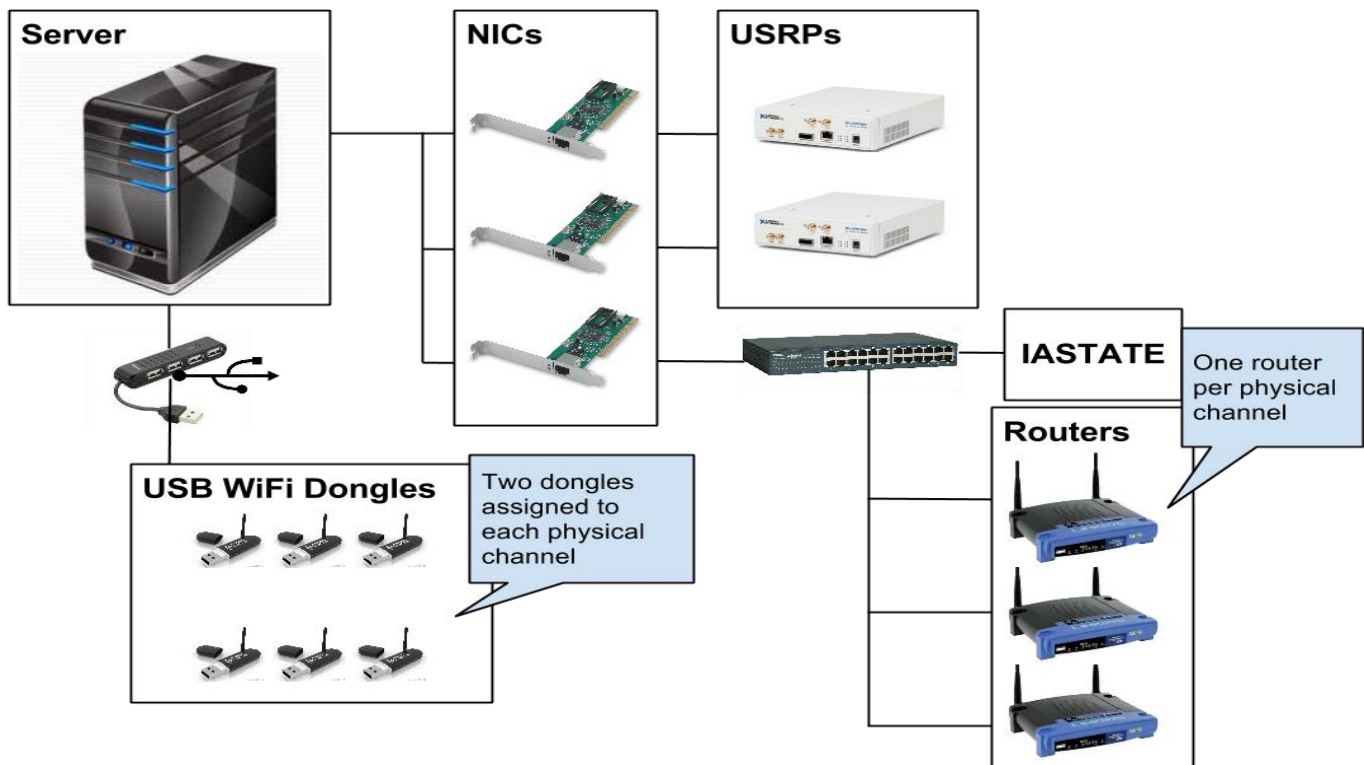 Server
NICs
USRPs
IASTATE
One router
per physical
channel
Routers
USB WiFi Dongles
Two dongles
assigned to
each physical
channel